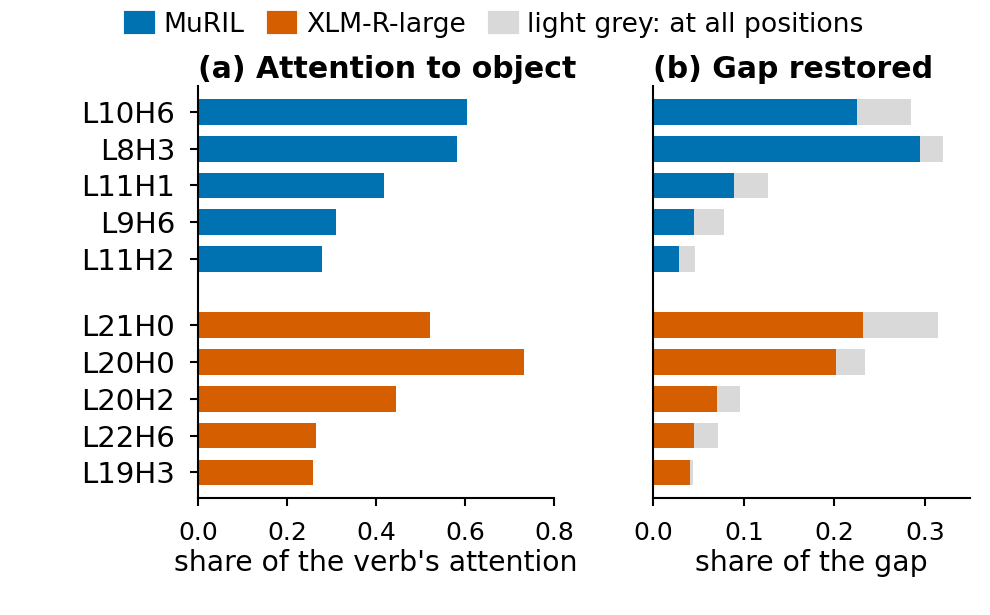 MuRIL XLM-R-large light grey: at all positions
(a) Attention to object
(b) Gap restored
L10H6
L8H3
L11H1
L9H6
L11H2
L21H0
L20H0
L20H2
L22H6
L19H3
0.0 0.2 0.4 0.6 0.8
share of the verb's attention
0.0 0.1 0.2 0.3
share of the gap